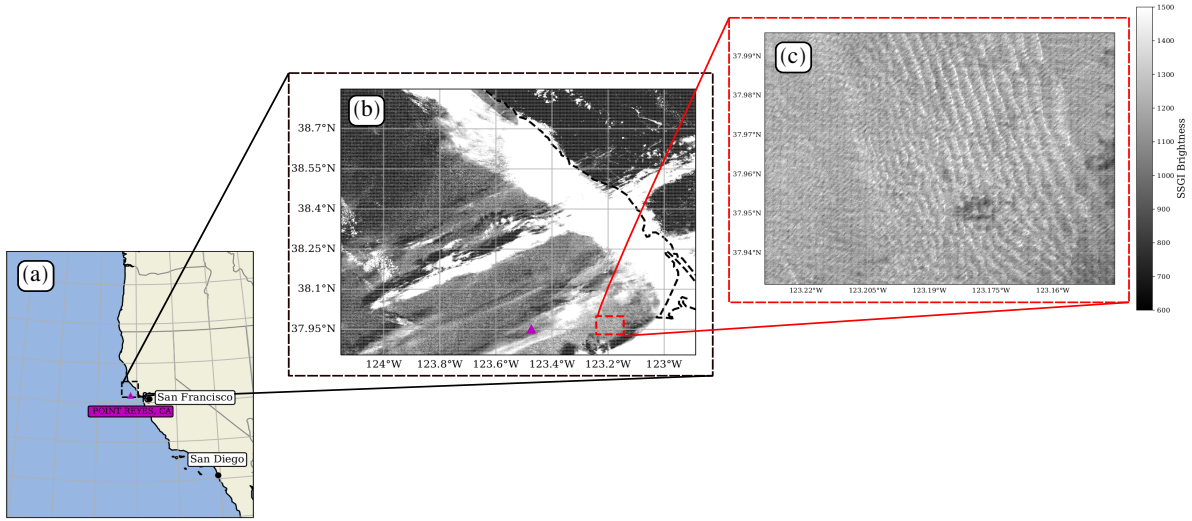 (a)
San Francisco
POINT REYES, CA
San Diego
(b)
38.7°N
38.55°N
38.4°N
38.25°N
38.1°N
37.95°N
124°W 123.8°W 123.6°W 123.4°W 123.2°W 123°W
(c)
37.99°N
37.98°N
37.97°N
37.96°N
37.95°N
37.94°N
123.22°W 123.205°W 123.19°W 123.175°W 123.16°W
1500
1400
1300
1200
1100
1000
900
800
700
600
SSGI Brightness